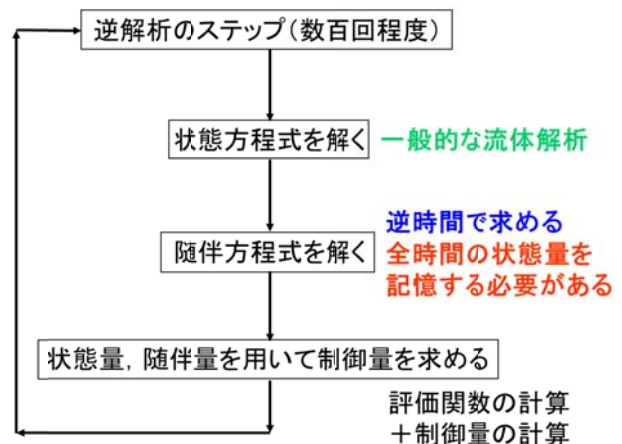 逆解析のステップ(数百回程度)
状態方程式を解く 一般的な流体解析
逆時間で求める
随伴方程式を解く 全時間の状態量を
記憶する必要がある
状態量, 随伴量を用いて制御量を求める
評価関数の計算
＋制御量の計算